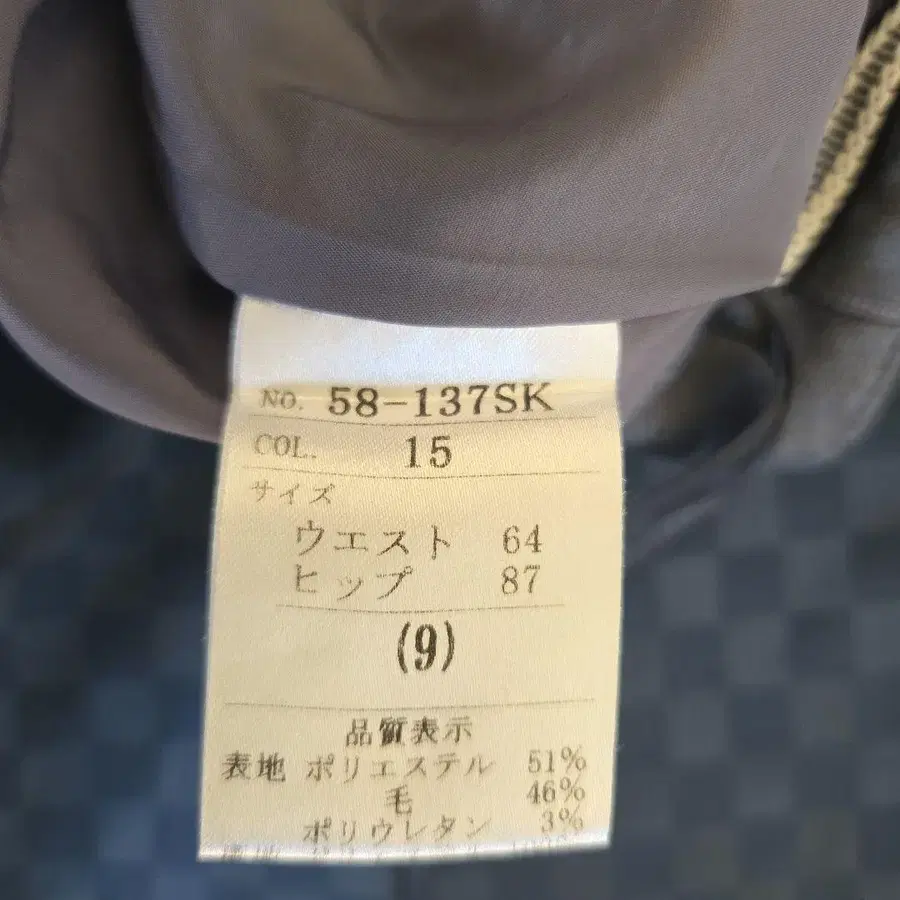 NO. 58-137SK
COL. 15
サイズ
ウエスト 64
ヒップ 87
(9)
品質表示
表地 ポリエステル 51%
毛 46%
ポリウレタン 3%